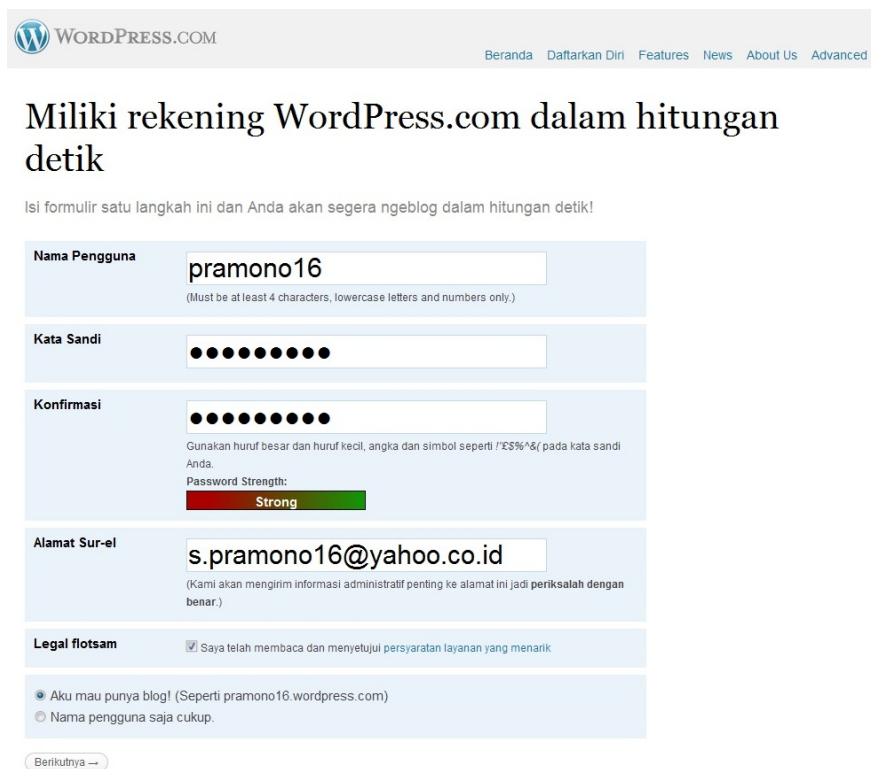 WORDPRESS.COM
Beranda Daftarkan Diri Features News About Us Advanced
Miliki rekening WordPress.com dalam hitungan
detik
Isi formulir satu langkah ini dan Anda akan segera ngeblog dalam hitungan detik!
Nama Pengguna
pramono16
(Must be at least 4 characters, lowercase letters and numbers only.)
Kata Sandi
●●●●●●●●●
Konfirmasi
●●●●●●●●●
Gunakan huruf besar dan huruf kecil, angka dan simbol seperti !"£$%^&( pada kata sandi
Anda.
Password Strength:
Strong
Alamat Sur-el
s.pramono16@yahoo.co.id
(Kami akan mengirim informasi administratif penting ke alamat ini jadi periksalah dengan
benar.)
Legal flotsam
Saya telah membaca dan menyetujui persyaratan layanan yang menarik
Aku mau punya blog! (Seperti pramono16.wordpress.com)
Nama pengguna saja cukup.
Berikutnya →